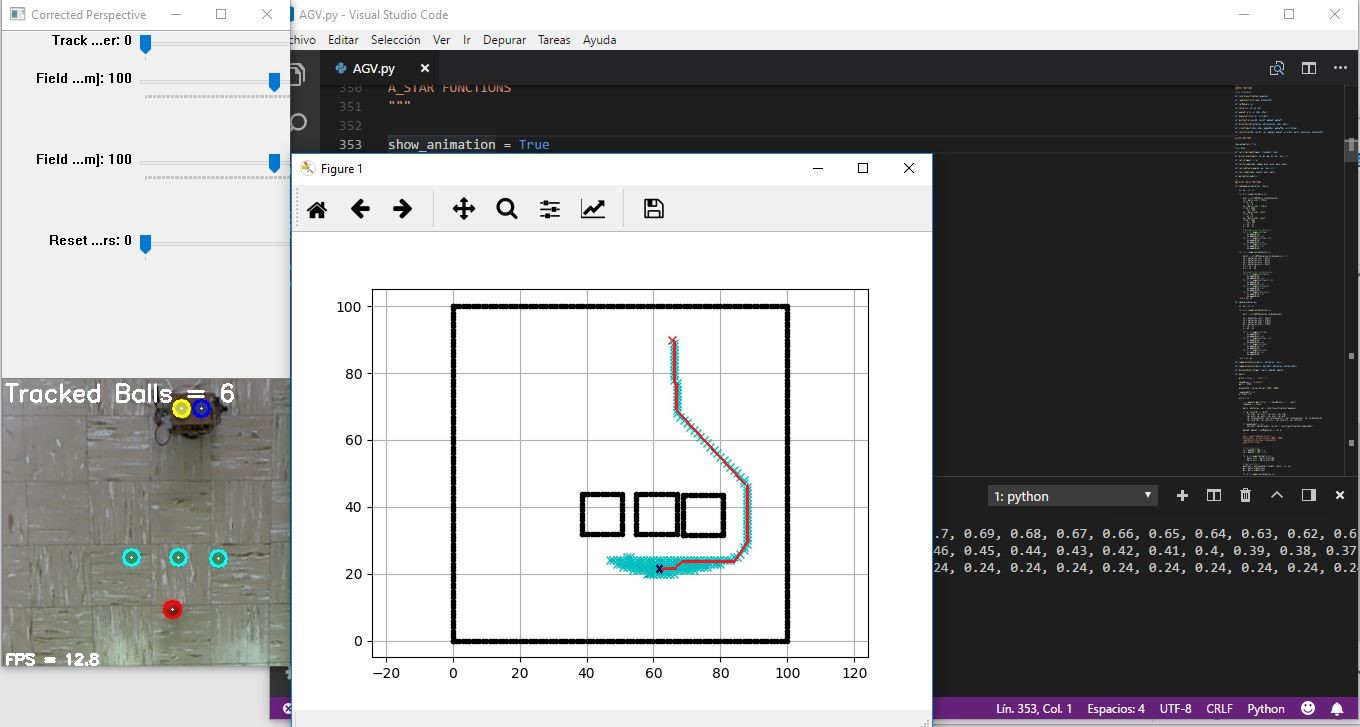 Corrected Perspective
Track ...er: 0
Field ...m]: 100
Field ...m]: 100
Reset ...rs: 0
Tracked Balls = 6
FPS = 12.8
AGV.py - Visual Studio Code
chivo Editar Selección Ver Ir Depurar Tareas Ayuda
AGV.py
350 A_STAR FUNCTIONS
351 """
352
353 show_animation = True
Figure 1
100
80
60
40
20
0
−20 0 20 40 60 80 100 120
1: python
.7, 0.69, 0.68, 0.67, 0.66, 0.65, 0.64, 0.63, 0.62, 0.6
46, 0.45, 0.44, 0.43, 0.42, 0.41, 0.4, 0.39, 0.38, 0.37
24, 0.24, 0.24, 0.24, 0.24, 0.24, 0.24, 0.24, 0.24, 0.2
Lín. 353, Col. 1 Espacios: 4 UTF-8 CRLF Python